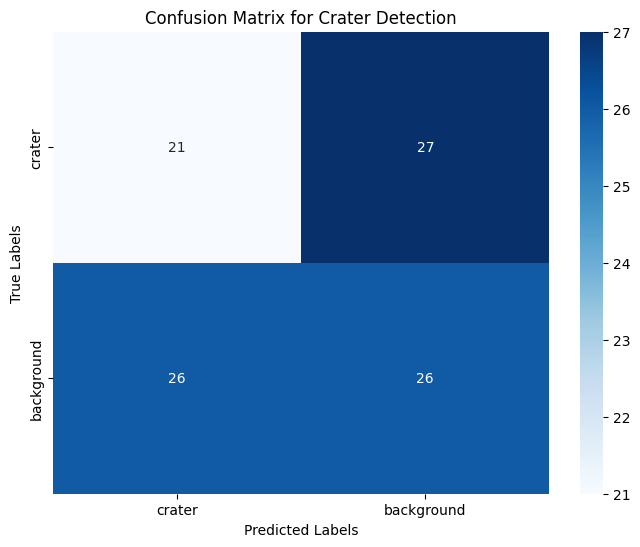 Confusion Matrix for Crater Detection
True Labels
crater
background
21
27
26
26
crater
background
Predicted Labels
27
26
25
24
23
22
21